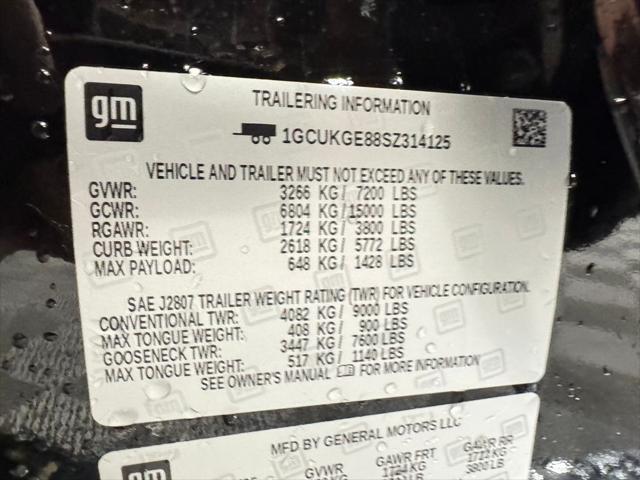 gm
TRAILERING INFORMATION
1GCUKGE88SZ314125
VEHICLE AND TRAILER MUST NOT EXCEED ANY OF THESE VALUES.
GVWR: 3266 KG/ 7200 LBS
GCWR: 6804 KG/15000 LBS
RGAWR: 1724 KG/ 3800 LBS
CURB WEIGHT: 2618 KG/ 5772 LBS
MAX PAYLOAD: 648 KG/ 1428 LBS
SAE J2807 TRAILER WEIGHT RATING (TWR) FOR VEHICLE CONFIGURATION.
CONVENTIONAL TWR: 4082 KG/ 9000 LBS
MAX TONGUE WEIGHT: 408 KG/ 900 LBS
GOOSENECK TWR: 3447 KG/ 7600 LBS
MAX TONGUE WEIGHT: 517 KG/ 1140 LBS
SEE OWNER'S MANUAL FOR MORE INFORMATION
MFD BY GENERAL MOTORS LLC
gm GVWR GAWR FRT GAWR RR